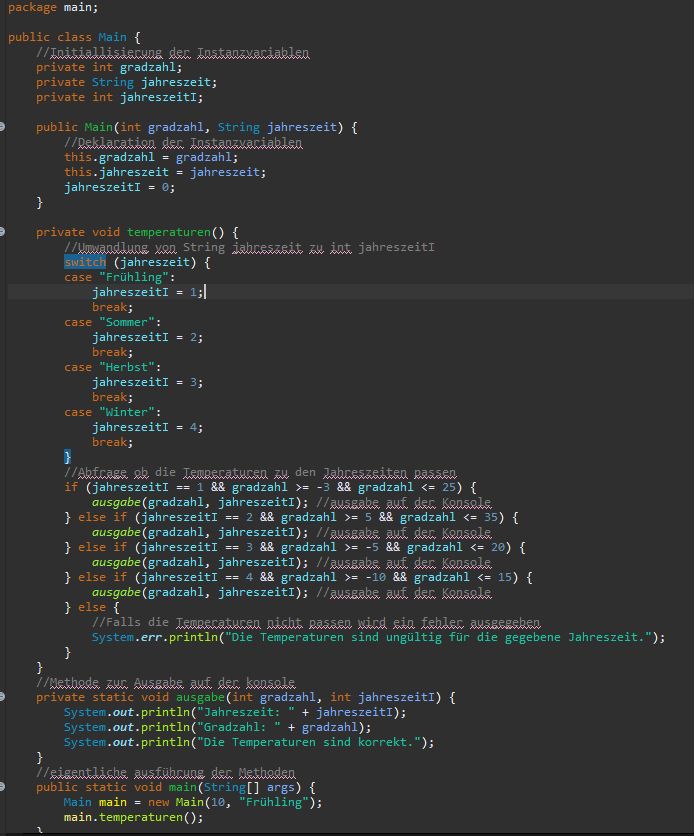 package main;
public class Main {
//Initiallisierung der Instanzvariablen
private int gradzahl;
private String jahreszeit;
private int jahreszeitI;
public Main(int gradzahl, String jahreszeit) {
//Deklaration der Instanzvariablen
this.gradzahl = gradzahl;
this.jahreszeit = jahreszeit;
jahreszeitI = 0;
}
private void temperaturen() {
//Umwandlung von String jahreszeit zu int jahreszeitI
switch (jahreszeit) {
case "Frühling":
jahreszeitI = 1;
break;
case "Sommer":
jahreszeitI = 2;
break;
case "Herbst":
jahreszeitI = 3;
break;
case "Winter":
jahreszeitI = 4;
break;
}
//Abfrage ob die Temperaturen zu den Jahreszeiten passen
if (jahreszeitI == 1 && gradzahl >= -3 && gradzahl <= 25) {
ausgabe(gradzahl, jahreszeitI); //ausgabe auf der Konsole
} else if (jahreszeitI == 2 && gradzahl >= 5 && gradzahl <= 35) {
ausgabe(gradzahl, jahreszeitI); //ausgabe auf der Konsole
} else if (jahreszeitI == 3 && gradzahl >= -5 && gradzahl <= 20) {
ausgabe(gradzahl, jahreszeitI); //ausgabe auf der Konsole
} else if (jahreszeitI == 4 && gradzahl >= -10 && gradzahl <= 15) {
ausgabe(gradzahl, jahreszeitI); //ausgabe auf der Konsole
} else {
//Falls die Temperaturen nicht passen wird ein fehler ausgegeben
System.err.println("Die Temperaturen sind ungültig für die gegebene Jahreszeit.");
}
}
//Methode zur Ausgabe auf der konsole
private static void ausgabe(int gradzahl, int jahreszeitI) {
System.out.println("Jahreszeit: " + jahreszeitI);
System.out.println("Gradzahl: " + gradzahl);
System.out.println("Die Temperaturen sind korrekt.");
}
//eigentliche ausführung der Methoden
public static void main(String[] args) {
Main main = new Main(10, "Frühling");
main.temperaturen();
}